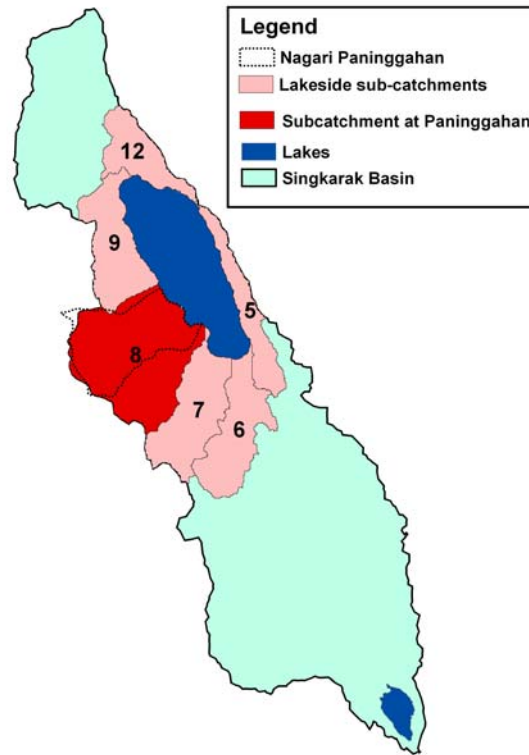 Legend
Nagari Paninggahan
Lakeside sub-catchments
Subcatchment at Paninggahan
Lakes
Singkarak Basin
12
9
5
8
7
6